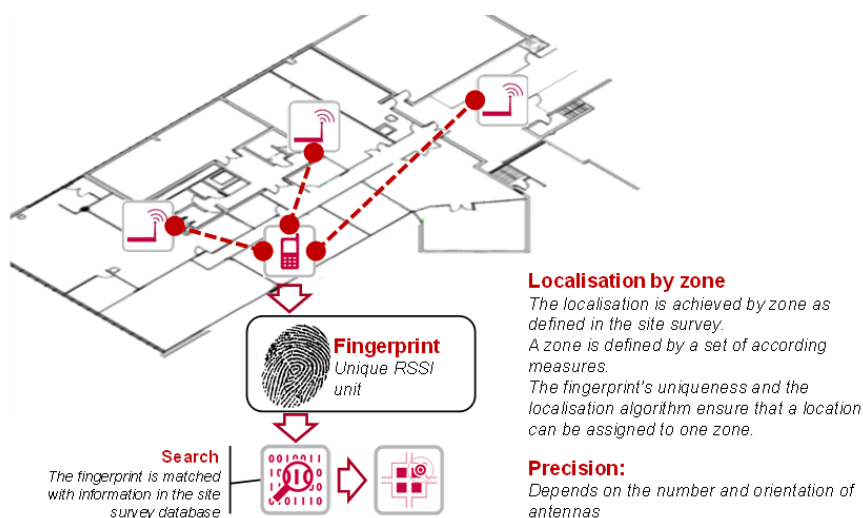 Localisation by zone
The localisation is achieved by zone as
defined in the site survey.
A zone is defined by a set of according
measures.
The fingerprint's uniqueness and the
localisation algorithm ensure that a location
can be assigned to one zone.
Fingerprint
Unique RSSI
unit
Search
The fingerprint is matched
with information in the site
survey database
Precision:
Depends on the number and orientation of
antennas